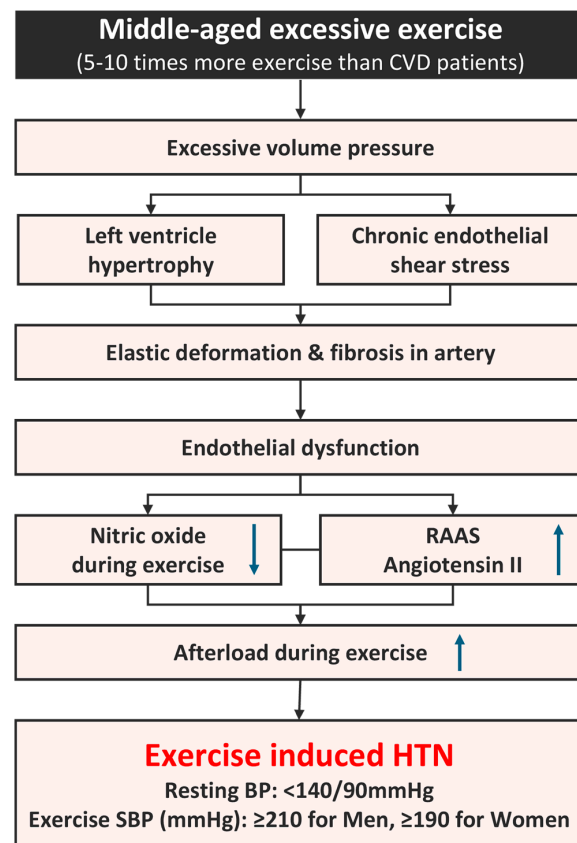 Middle-aged excessive exercise
(5-10 times more exercise than CVD patients)
Excessive volume pressure
Left ventricle
hypertrophy
Chronic endothelial
shear stress
Elastic deformation & fibrosis in artery
Endothelial dysfunction
Nitric oxide
during exercise
RAAS
Angiotensin II
Afterload during exercise
Exercise induced HTN
Resting BP: <140/90mmHg
Exercise SBP (mmHg): ≥210 for Men, ≥190 for Women